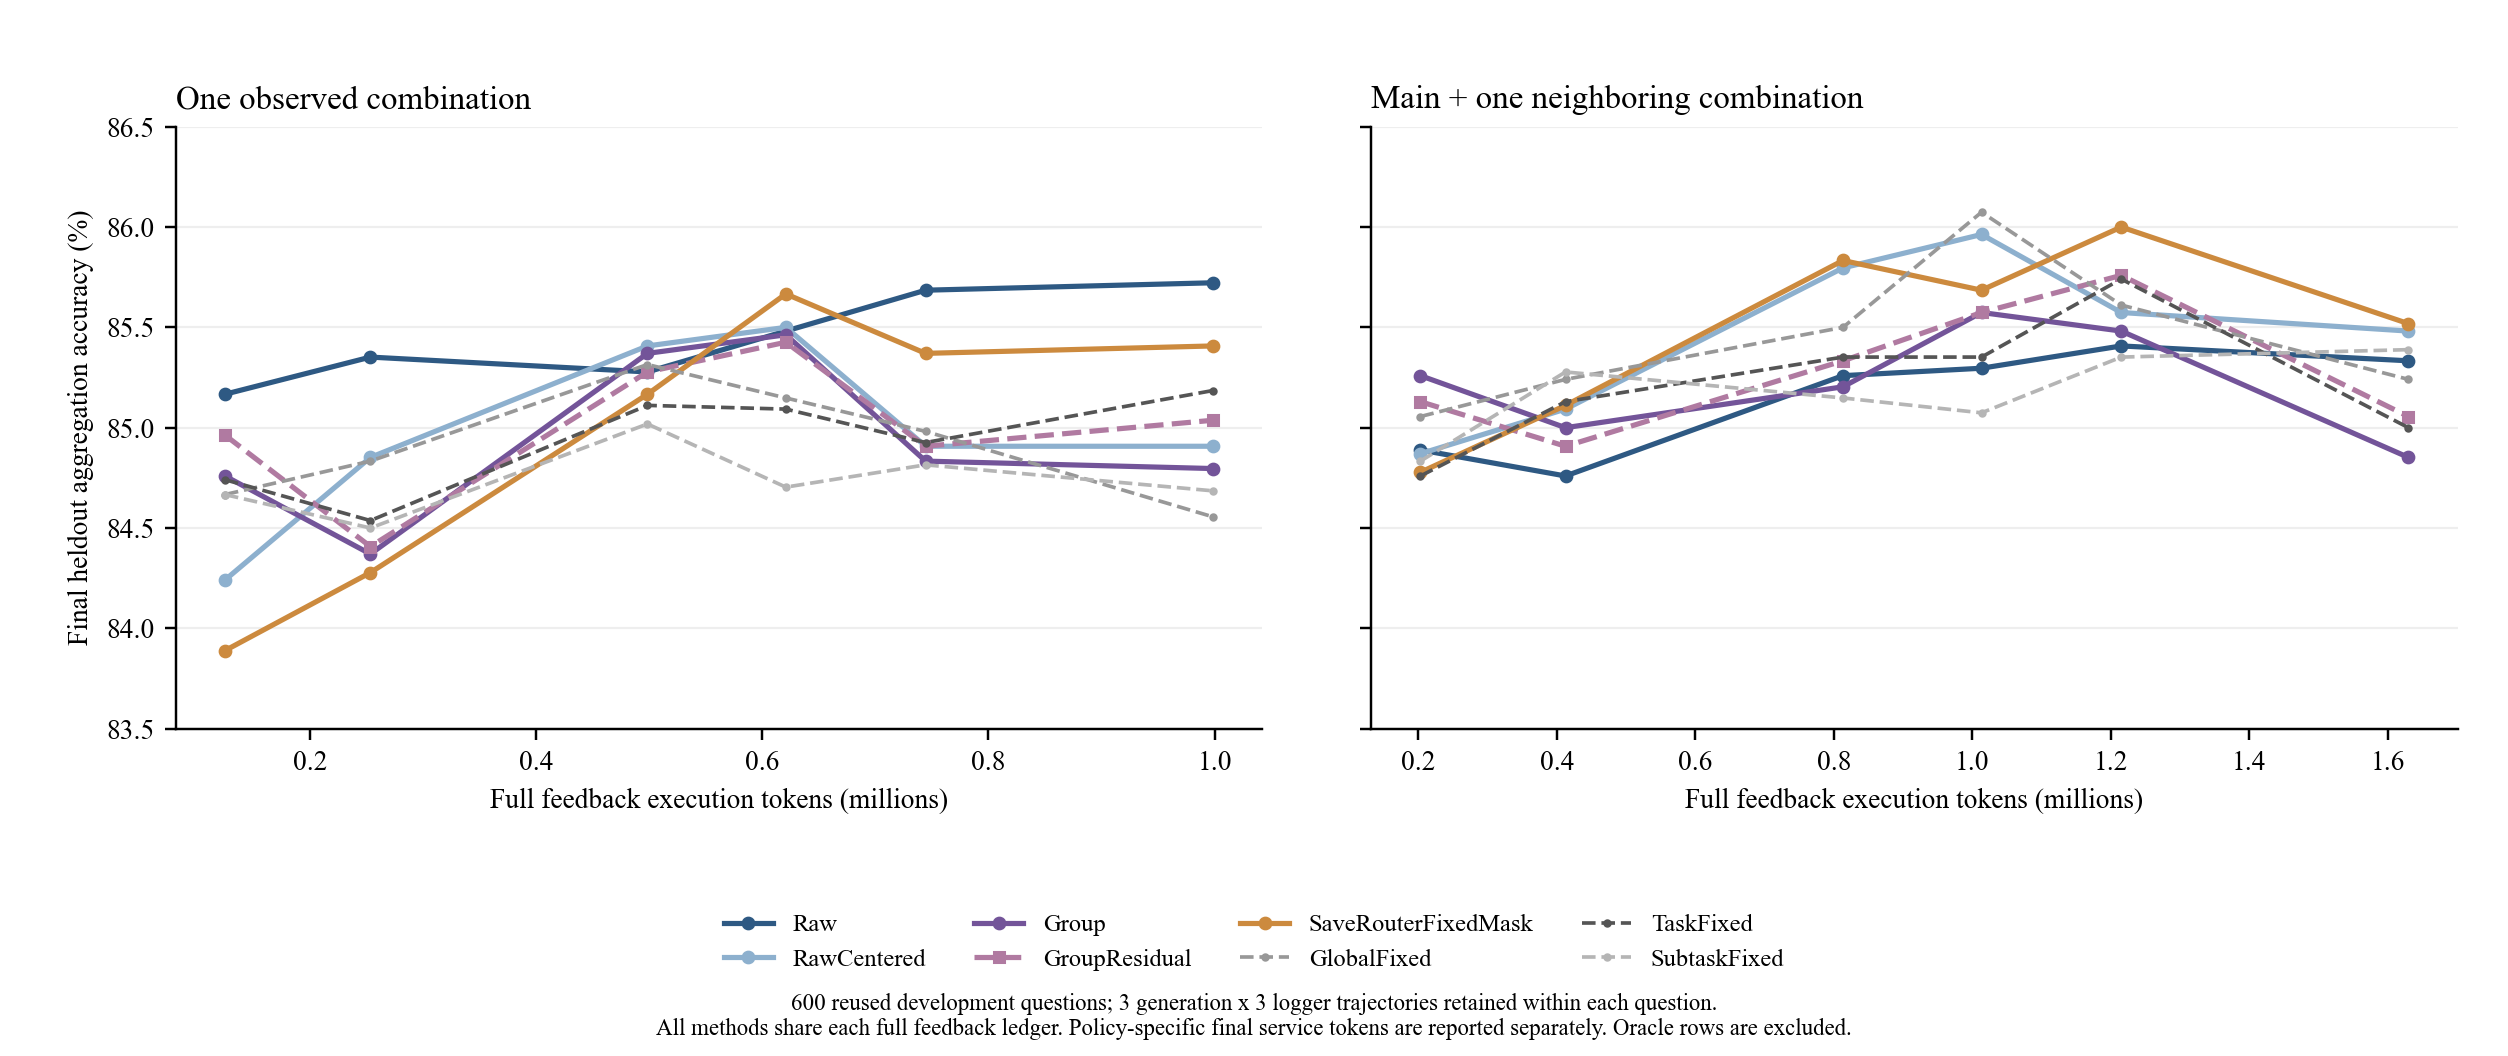 One observed combination
Main + one neighboring combination
86.5
86.0
85.5
85.0
84.5
84.0
83.5
Final heldout aggregation accuracy (%)
0.2 0.4 0.6 0.8 1.0
0.2 0.4 0.6 0.8 1.0 1.2 1.4 1.6
Full feedback execution tokens (millions)
Full feedback execution tokens (millions)
Raw Group SaveRouterFixedMask TaskFixed
RawCentered GroupResidual GlobalFixed SubtaskFixed
600 reused development questions; 3 generation x 3 logger trajectories retained within each question.
All methods share each full feedback ledger. Policy-specific final service tokens are reported separately. Oracle rows are excluded.